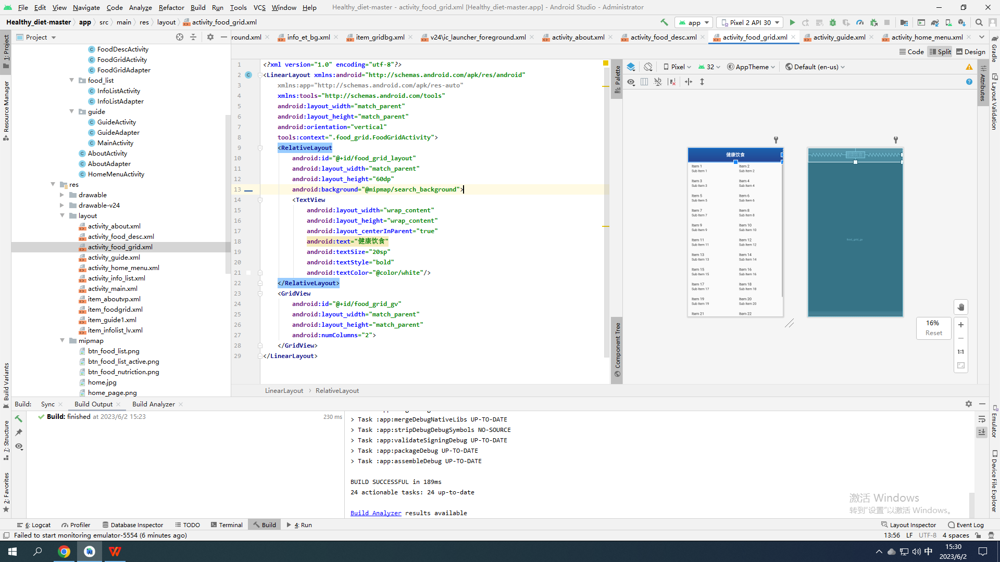 File Edit View Navigate Code Analyze Refactor Build Run Tools VCS Window Help Healthy_diet-master - activity_food_grid.xml [Healthy_diet-master.app] - Android Studio - Administrator
Healthy_diet-master app src main res layout activity_food_grid.xml app Pixel 2 API 30
Project round.xml info_et_bg.xml item_gridbg.xml v24\ic_launcher_foreground.xml activity_about.xml activity_food_desc.xml activity_food_grid.xml activity_guide.xml activity_home_menu.xml
Code Split Design
1: Project
Resource Manager
Build Variants
7: Structure
2: Favorites
FoodDescActivity
FoodGridActivity
FoodGridAdapter
food_list
InfoListActivity
InfoListAdapter
guide
GuideActivity
GuideAdapter
MainActivity
AboutActivity
AboutAdapter
HomeMenuActivity
res
drawable
drawable-v24
layout
activity_about.xml
activity_food_desc.xml
activity_food_grid.xml
activity_guide.xml
activity_home_menu.xml
activity_info_list.xml
activity_main.xml
item_aboutvp.xml
item_foodgrid.xml
item_guide1.xml
item_infolist_lv.xml
mipmap
btn_food_list.png
btn_food_list_active.png
btn_food_nutriction.png
home.jpg
home_page.png
1 <?xml version="1.0" encoding="utf-8"?>
2 <LinearLayout xmlns:android="http://schemas.android.com/apk/res/android"
3 xmlns:app="http://schemas.android.com/apk/res-auto"
4 xmlns:tools="http://schemas.android.com/tools"
5 android:layout_width="match_parent"
6 android:layout_height="match_parent"
7 android:orientation="vertical"
8 tools:context=".food_grid.FoodGridActivity">
9 <RelativeLayout
10 android:id="@+id/food_grid_layout"
11 android:layout_width="match_parent"
12 android:layout_height="60dp"
13 android:background="@mipmap/search_background">
14 <TextView
15 android:layout_width="wrap_content"
16 android:layout_height="wrap_content"
17 android:layout_centerInParent="true"
18 android:text="健康饮食"
19 android:textSize="20sp"
20 android:textStyle="bold"
21 android:textColor="@color/white"/>
22 </RelativeLayout>
23 <GridView
24 android:id="@+id/food_grid_gv"
25 android:layout_width="match_parent"
26 android:layout_height="match_parent"
27 android:numColumns="2">
28 </GridView>
29 </LinearLayout>
LinearLayout RelativeLayout
Palette
Component Tree
Pixel 32 AppTheme Default (en-us)
健康饮食
Item 1 Item 2
Sub Item 1 Sub Item 2
Item 3 Item 4
Sub Item 3 Sub Item 4
Item 5 Item 6
Sub Item 5 Sub Item 6
Item 7 Item 8
Sub Item 7 Sub Item 8
Item 9 Item 10
Sub Item 9 Sub Item 10
Item 11 Item 12
Sub Item 11 Sub Item 12
Item 13 Item 14
Sub Item 13 Sub Item 14
Item 15 Item 16
Sub Item 15 Sub Item 16
Item 17 Item 18
Sub Item 17 Sub Item 18
Item 19 Item 20
Sub Item 19 Sub Item 20
Item 21 Item 22
健康饮食
food_grid_gv
16%
Reset
1:1
Attributes
Gradle
Layout Validation
Emulator
Device File Explorer
Build: Sync Build Output Build Analyzer
Build: finished at 2023/6/2 15:23 230 ms
> Task :app:mergeDebugNativeLibs UP-TO-DATE
> Task :app:stripDebugDebugSymbols NO-SOURCE
> Task :app:validateSigningDebug UP-TO-DATE
> Task :app:packageDebug UP-TO-DATE
> Task :app:assembleDebug UP-TO-DATE
BUILD SUCCESSFUL in 189ms
24 actionable tasks: 24 up-to-date
Build Analyzer results available
激活 Windows
转到“设置”以激活 Windows。
6: Logcat Profiler Database Inspector TODO Terminal Build 4: Run Layout Inspector Event Log
Failed to start monitoring emulator-5554 (6 minutes ago) 13:56 LF UTF-8 4 spaces
中 15:30
2023/6/2